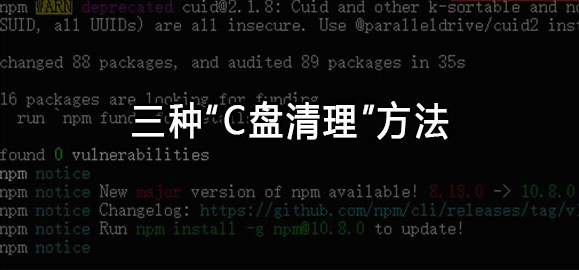 npm WARN deprecated cuid@2.1.8: Cuid and other k-sortable and no
SUID, all UUIDs) are all insecure. Use @paralleldrive/cuid2 inst
changed 88 packages, and audited 89 packages in 35s
16 packages are looking for funding
run `npm fund` for details
三种“C盘清理”方法
found 0 vulnerabilities
npm notice
npm notice New major version of npm available! 8.18.0 -> 10.8.0
npm notice Changelog: https://github.com/npm/cli/releases/tag/v
npm notice Run npm install -g npm@10.8.0 to update!
npm notice